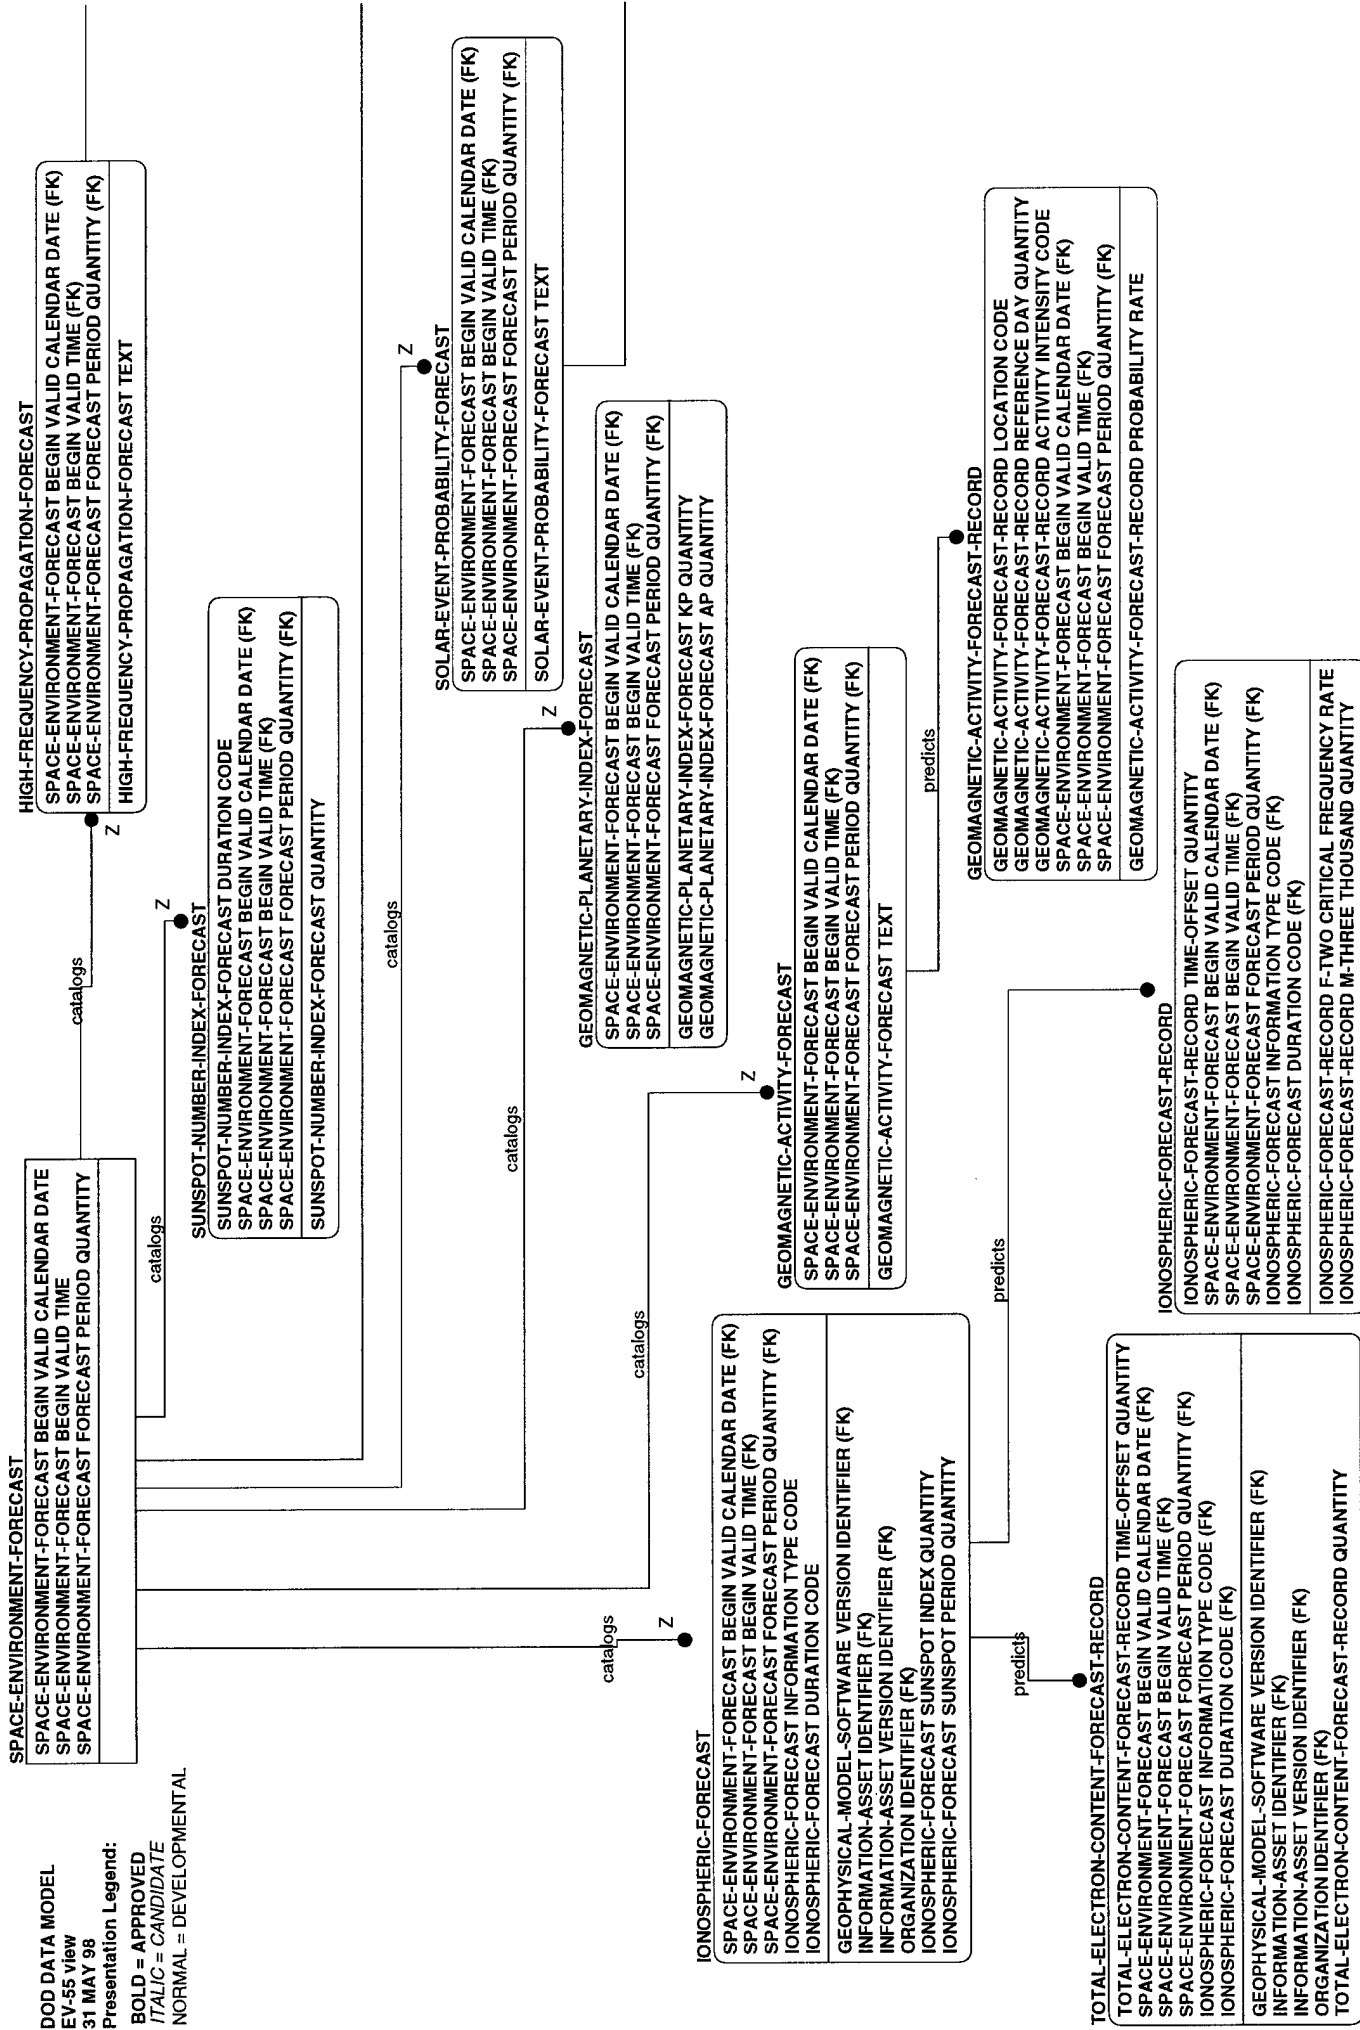 DOD DATA MODEL
EV-55 view
31 MAY 98
Presentation Legend:
BOLD = APPROVED
ITALIC = CANDIDATE
NORMAL = DEVELOPMENTAL
SPACE-ENVIRONMENT-FORECAST
SPACE-ENVIRONMENT-FORECAST BEGIN VALID CALENDAR DATE
SPACE-ENVIRONMENT-FORECAST BEGIN VALID TIME
SPACE-ENVIRONMENT-FORECAST FORECAST PERIOD QUANTITY
catalogs
Z
HIGH-FREQUENCY-PROPAGATION-FORECAST
SPACE-ENVIRONMENT-FORECAST BEGIN VALID CALENDAR DATE (FK)
SPACE-ENVIRONMENT-FORECAST BEGIN VALID TIME (FK)
SPACE-ENVIRONMENT-FORECAST FORECAST PERIOD QUANTITY (FK)
HIGH-FREQUENCY-PROPAGATION-FORECAST TEXT
catalogs
Z
SUNSPOT-NUMBER-INDEX-FORECAST
SUNSPOT-NUMBER-INDEX-FORECAST DURATION CODE
SPACE-ENVIRONMENT-FORECAST BEGIN VALID CALENDAR DATE (FK)
SPACE-ENVIRONMENT-FORECAST BEGIN VALID TIME (FK)
SPACE-ENVIRONMENT-FORECAST FORECAST PERIOD QUANTITY (FK)
SUNSPOT-NUMBER-INDEX-FORECAST QUANTITY
catalogs
Z
SOLAR-EVENT-PROBABILITY-FORECAST
SPACE-ENVIRONMENT-FORECAST BEGIN VALID CALENDAR DATE (FK)
SPACE-ENVIRONMENT-FORECAST BEGIN VALID TIME (FK)
SPACE-ENVIRONMENT-FORECAST FORECAST PERIOD QUANTITY (FK)
SOLAR-EVENT-PROBABILITY-FORECAST TEXT
catalogs
Z
GEOMAGNETIC-PLANETARY-INDEX-FORECAST
SPACE-ENVIRONMENT-FORECAST BEGIN VALID CALENDAR DATE (FK)
SPACE-ENVIRONMENT-FORECAST BEGIN VALID TIME (FK)
SPACE-ENVIRONMENT-FORECAST FORECAST PERIOD QUANTITY (FK)
GEOMAGNETIC-PLANETARY-INDEX-FORECAST KP QUANTITY
GEOMAGNETIC-PLANETARY-INDEX-FORECAST AP QUANTITY
catalogs
Z
GEOMAGNETIC-ACTIVITY-FORECAST
SPACE-ENVIRONMENT-FORECAST BEGIN VALID CALENDAR DATE (FK)
SPACE-ENVIRONMENT-FORECAST BEGIN VALID TIME (FK)
SPACE-ENVIRONMENT-FORECAST FORECAST PERIOD QUANTITY (FK)
GEOMAGNETIC-ACTIVITY-FORECAST TEXT
predicts
GEOMAGNETIC-ACTIVITY-FORECAST-RECORD
GEOMAGNETIC-ACTIVITY-FORECAST-RECORD LOCATION CODE
GEOMAGNETIC-ACTIVITY-FORECAST-RECORD REFERENCE DAY QUANTITY
GEOMAGNETIC-ACTIVITY-FORECAST-RECORD ACTIVITY INTENSITY CODE
SPACE-ENVIRONMENT-FORECAST BEGIN VALID CALENDAR DATE (FK)
SPACE-ENVIRONMENT-FORECAST BEGIN VALID TIME (FK)
SPACE-ENVIRONMENT-FORECAST FORECAST PERIOD QUANTITY (FK)
GEOMAGNETIC-ACTIVITY-FORECAST-RECORD PROBABILITY RATE
catalogs
Z
IONOSPHERIC-FORECAST
SPACE-ENVIRONMENT-FORECAST BEGIN VALID CALENDAR DATE (FK)
SPACE-ENVIRONMENT-FORECAST BEGIN VALID TIME (FK)
SPACE-ENVIRONMENT-FORECAST FORECAST PERIOD QUANTITY (FK)
IONOSPHERIC-FORECAST INFORMATION TYPE CODE
IONOSPHERIC-FORECAST DURATION CODE
GEOPHYSICAL-MODEL-SOFTWARE VERSION IDENTIFIER (FK)
INFORMATION-ASSET IDENTIFIER (FK)
INFORMATION-ASSET VERSION IDENTIFIER (FK)
ORGANIZATION IDENTIFIER (FK)
IONOSPHERIC-FORECAST SUNSPOT INDEX QUANTITY
IONOSPHERIC-FORECAST SUNSPOT PERIOD QUANTITY
predicts
IONOSPHERIC-FORECAST-RECORD
IONOSPHERIC-FORECAST-RECORD TIME-OFFSET QUANTITY
SPACE-ENVIRONMENT-FORECAST BEGIN VALID CALENDAR DATE (FK)
SPACE-ENVIRONMENT-FORECAST BEGIN VALID TIME (FK)
SPACE-ENVIRONMENT-FORECAST FORECAST PERIOD QUANTITY (FK)
IONOSPHERIC-FORECAST INFORMATION TYPE CODE (FK)
IONOSPHERIC-FORECAST DURATION CODE (FK)
IONOSPHERIC-FORECAST-RECORD F-TWO CRITICAL FREQUENCY RATE
IONOSPHERIC-FORECAST-RECORD M-THREE THOUSAND QUANTITY
predicts
TOTAL-ELECTRON-CONTENT-FORECAST-RECORD
TOTAL-ELECTRON-CONTENT-FORECAST-RECORD TIME-OFFSET QUANTITY
SPACE-ENVIRONMENT-FORECAST BEGIN VALID CALENDAR DATE (FK)
SPACE-ENVIRONMENT-FORECAST BEGIN VALID TIME (FK)
SPACE-ENVIRONMENT-FORECAST FORECAST PERIOD QUANTITY (FK)
IONOSPHERIC-FORECAST INFORMATION TYPE CODE (FK)
IONOSPHERIC-FORECAST DURATION CODE (FK)
GEOPHYSICAL-MODEL-SOFTWARE VERSION IDENTIFIER (FK)
INFORMATION-ASSET IDENTIFIER (FK)
INFORMATION-ASSET VERSION IDENTIFIER (FK)
ORGANIZATION IDENTIFIER (FK)
TOTAL-ELECTRON-CONTENT-FORECAST-RECORD QUANTITY